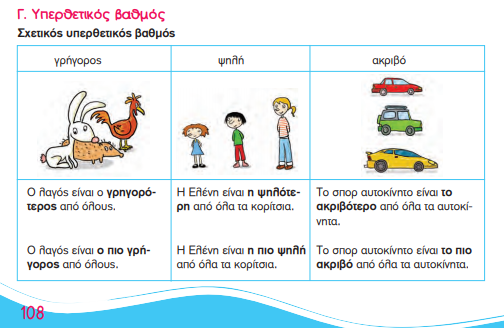 Γ. Υπερθετικός βαθμός
Σχετικός υπερθετικός βαθμός
γρήγορος
ψηλή
ακριβό
Ο λαγός είναι ο γρηγορό-
τερος από όλους.
Η Ελένη είναι η ψηλότε-
ρη από όλα τα κορίτσια.
Το σπορ αυτοκίνητο είναι το
ακριβότερο από όλα τα αυτοκί-
νητα.
Ο λαγός είναι ο πιο γρή-
γορος από όλους.
Η Ελένη είναι η πιο ψηλή
από όλα τα κορίτσια.
Το σπορ αυτοκίνητο είναι το πιο
ακριβό από όλα τα αυτοκίνητα.
108